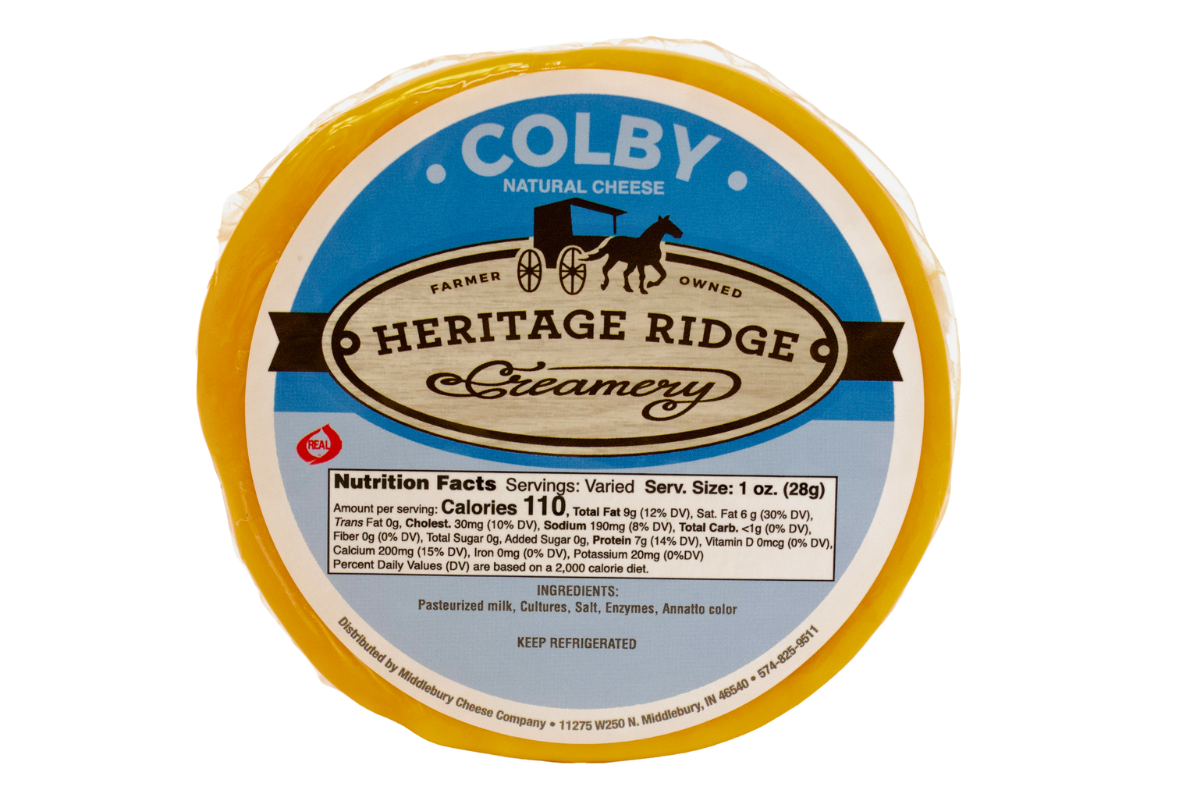 COLBY
NATURAL CHEESE
FARMER OWNED
HERITAGE RIDGE
Creamery
REAL
Nutrition Facts Servings: Varied Serv. Size: 1 oz. (28g)
Amount per serving: Calories 110, Total Fat 9g (12% DV), Sat. Fat 6 g (30% DV),
Trans Fat 0g, Cholest. 30mg (10% DV), Sodium 190mg (8% DV), Total Carb. <1g (0% DV),
Fiber 0g (0% DV), Total Sugar 0g, Added Sugar 0g, Protein 7g (14% DV), Vitamin D 0mcg (0% DV),
Calcium 200mg (15% DV), Iron 0mg (0% DV), Potassium 20mg (0%DV)
Percent Daily Values (DV) are based on a 2,000 calorie diet.
INGREDIENTS:
Pasteurized milk, Cultures, Salt, Enzymes, Annatto color
KEEP REFRIGERATED
Distributed by Middlebury Cheese Company • 11275 W250 N. Middlebury, IN 46540 • 574-825-9511